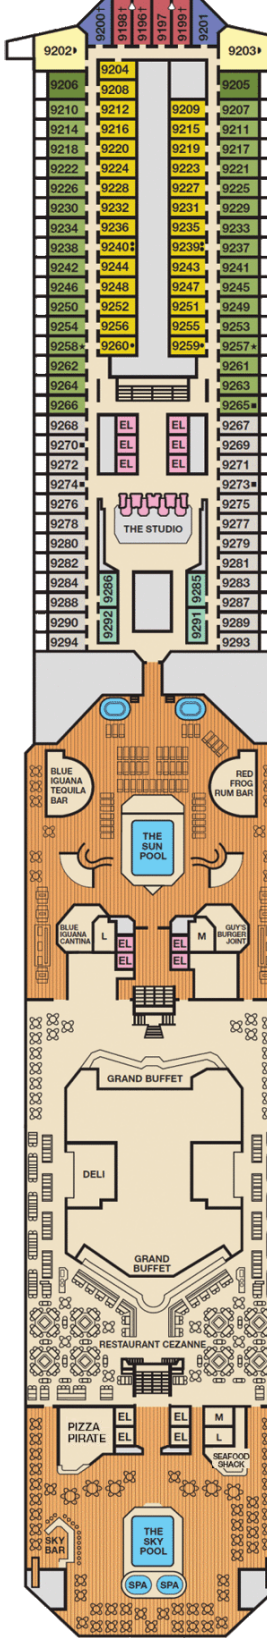 9200† 9198† 9196† 9197 9199† 9201
9202 9203
9204
9206 9205
9208
9210 9212 9209 9207
9214 9216 9215 9211
9218 9220 9219 9217
9222 9224 9223 9221
9226 9228 9227 9225
9230 9232 9231 9229
9234 9236 9235 9233
9238 9240 9239 9237
9242 9244 9243 9241
9246 9248 9247 9245
9250 9252 9251 9249
9254 9256 9255 9253
9258★ 9260• 9259• 9257★
9262 9261
9264 9263
9266 9265■
9268 EL EL 9267
9270■ EL EL 9269
9272 EL EL 9271
9274■ 9273■
9276 9275
9278 THE STUDIO 9277
9280 9279
9282 9281
9284 9286 9285 9283
9288 9287
9290 9292 9291 9289
9294 9293
BLUE
IGUANA
TEQUILA
BAR
RED
FROG
RUM BAR
THE
SUN
POOL
BLUE
IGUANA
CANTINA
L
EL
EL
EL
EL
M
GUY'S
BURGER
JOINT
GRAND BUFFET
DELI
GRAND
BUFFET
RESTAURANT CEZANNE
PIZZA
PIRATE
EL
EL
EL
EL
M
L
SEAFOOD
SHACK
SKY
BAR
THE
SKY
POOL
SPA SPA